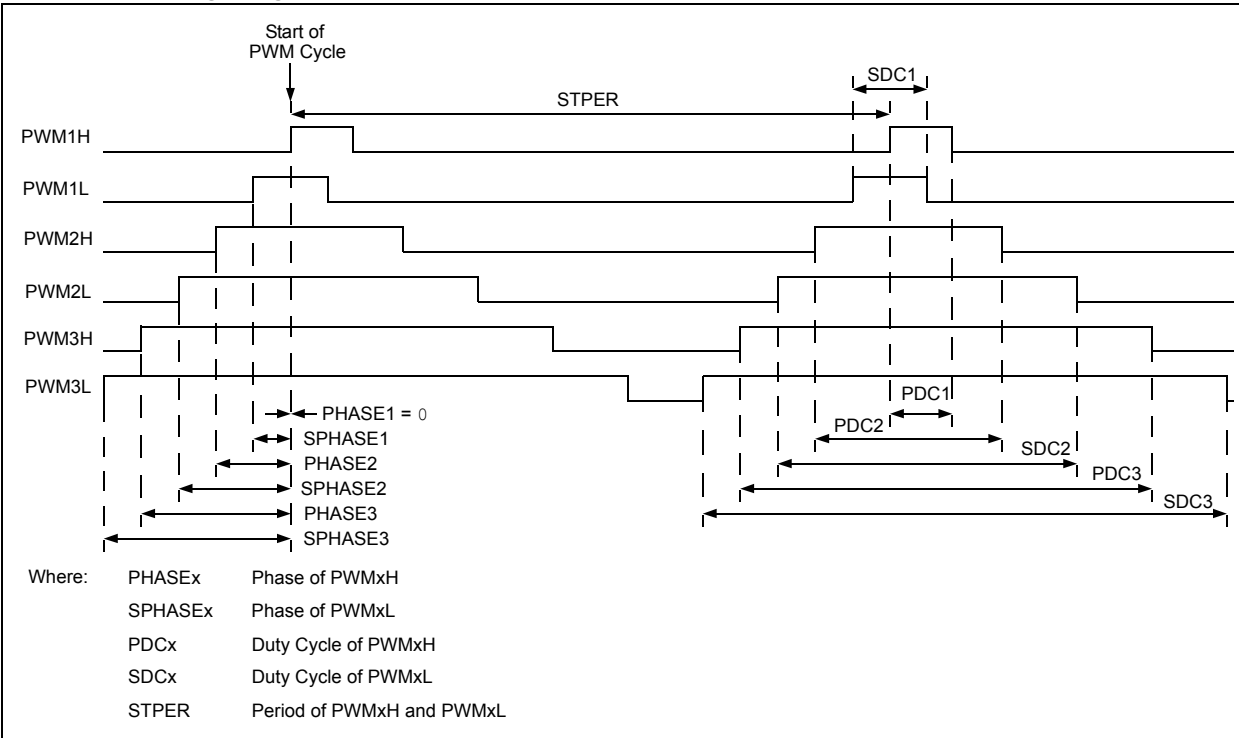 Start of
PWM Cycle
SDC1
STPER
PWM1H
PWM1L
PWM2H
PWM2L
PWM3H
PWM3L
PHASE1 = 0
SPHASE1
PHASE2
SPHASE2
PHASE3
SPHASE3
PDC1
PDC2
SDC2
PDC3
SDC3
Where: PHASEx Phase of PWMxH
SPHASEx Phase of PWMxL
PDCx Duty Cycle of PWMxH
SDCx Duty Cycle of PWMxL
STPER Period of PWMxH and PWMxL